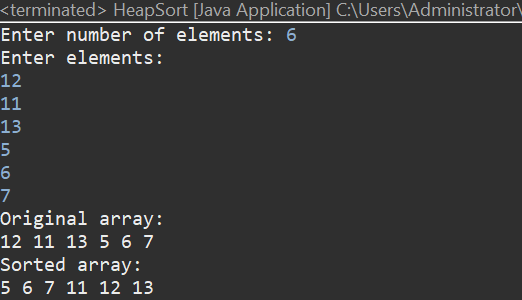 <terminated> HeapSort [Java Application] C:\Users\Administrator\
Enter number of elements: 6
Enter elements:
12
11
13
5
6
7
Original array:
12 11 13 5 6 7
Sorted array:
5 6 7 11 12 13